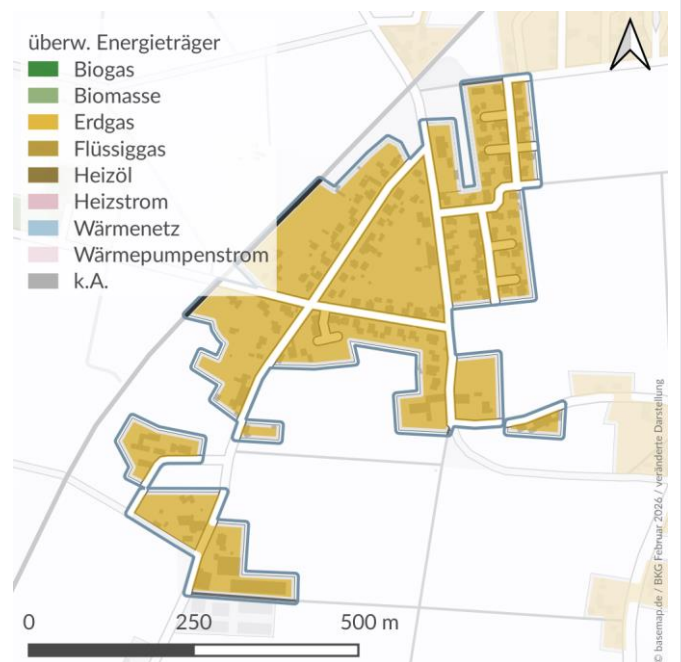 überw. Energieträger
Biogas
Biomasse
Erdgas
Flüssiggas
Heizöl
Heizstrom
Wärmenetz
Wärmepumpenstrom
k.A.
0 250 500 m
© basemap.de / BKG Februar 2026 / veränderte Darstellung